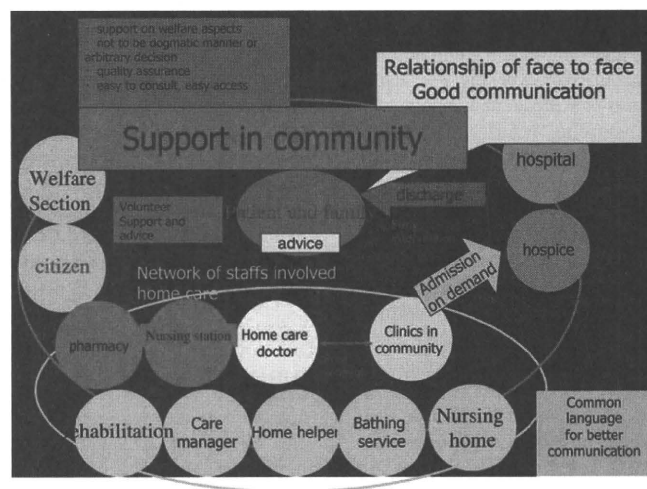 - support on welfare aspects
- not to be dogmatic manner or
arbitrary decision
- quality assurance
- easy to consult, easy access
Relationship of face to face
Good communication
Support in community
hospital
Welfare
Section
Volunteer
Support and
advice
Patient and family
discharge
advice
hospice
citizen
Network of staffs involved
home care
Admission
on demand
pharmacy
Nursing station
Home care
doctor
Clinics in
community
ehabilitation
Care
manager
Home helper
Bathing
service
Nursing
home
Common
language
for better
communication